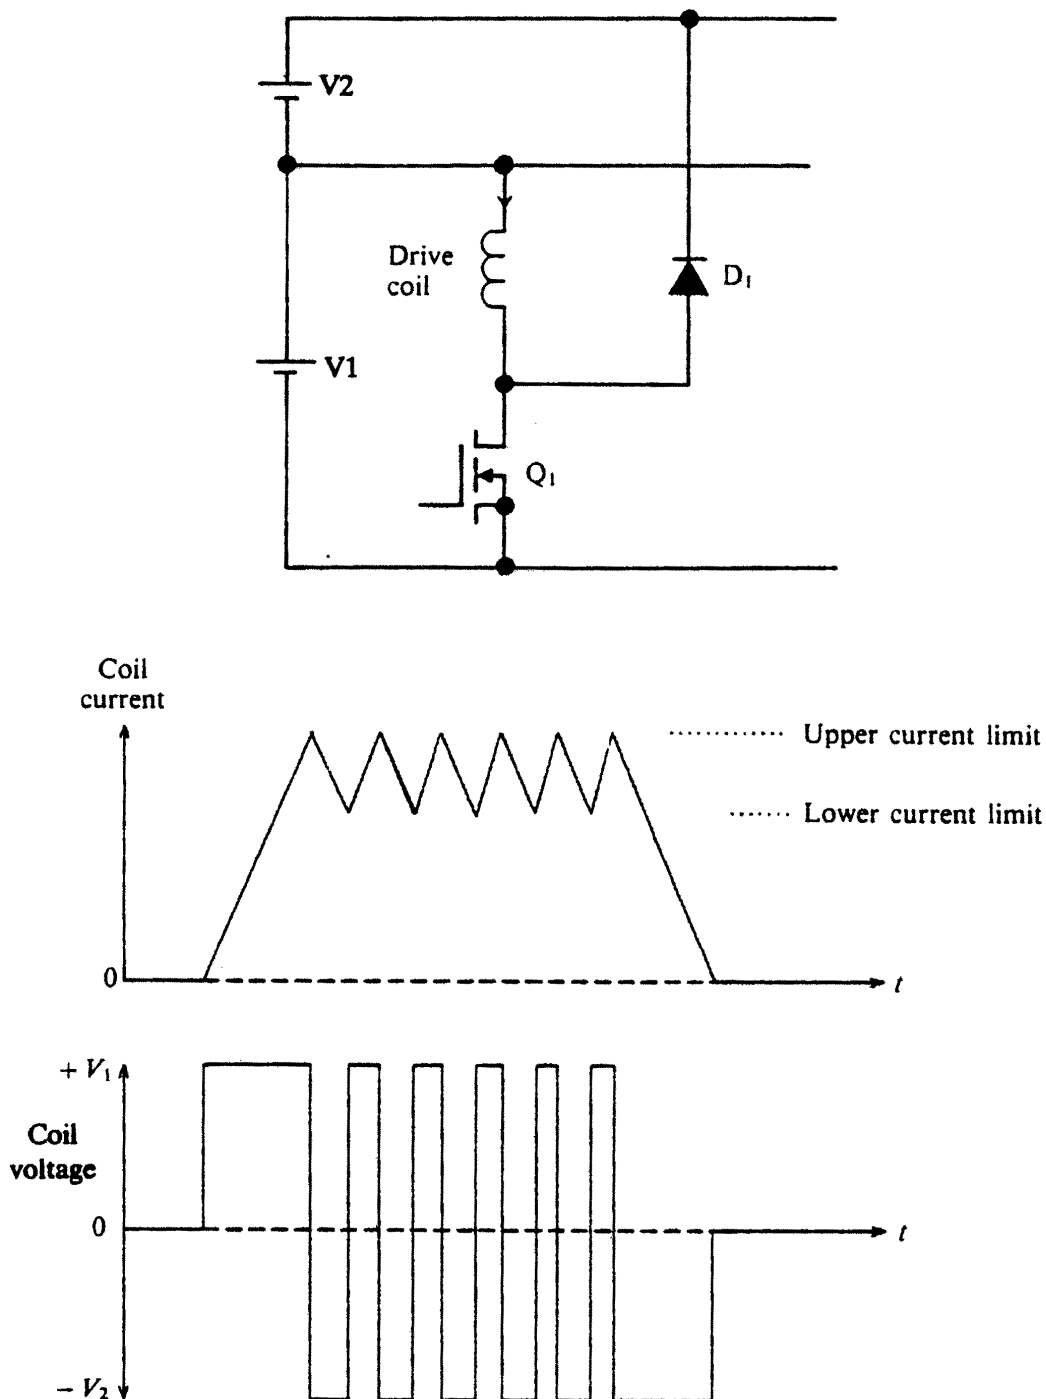 V2
Drive
coil
D₁
V1
Q₁
Coil
current
Upper current limit
Lower current limit
0
t
+ V₁
Coil
voltage
0
t
− V₂